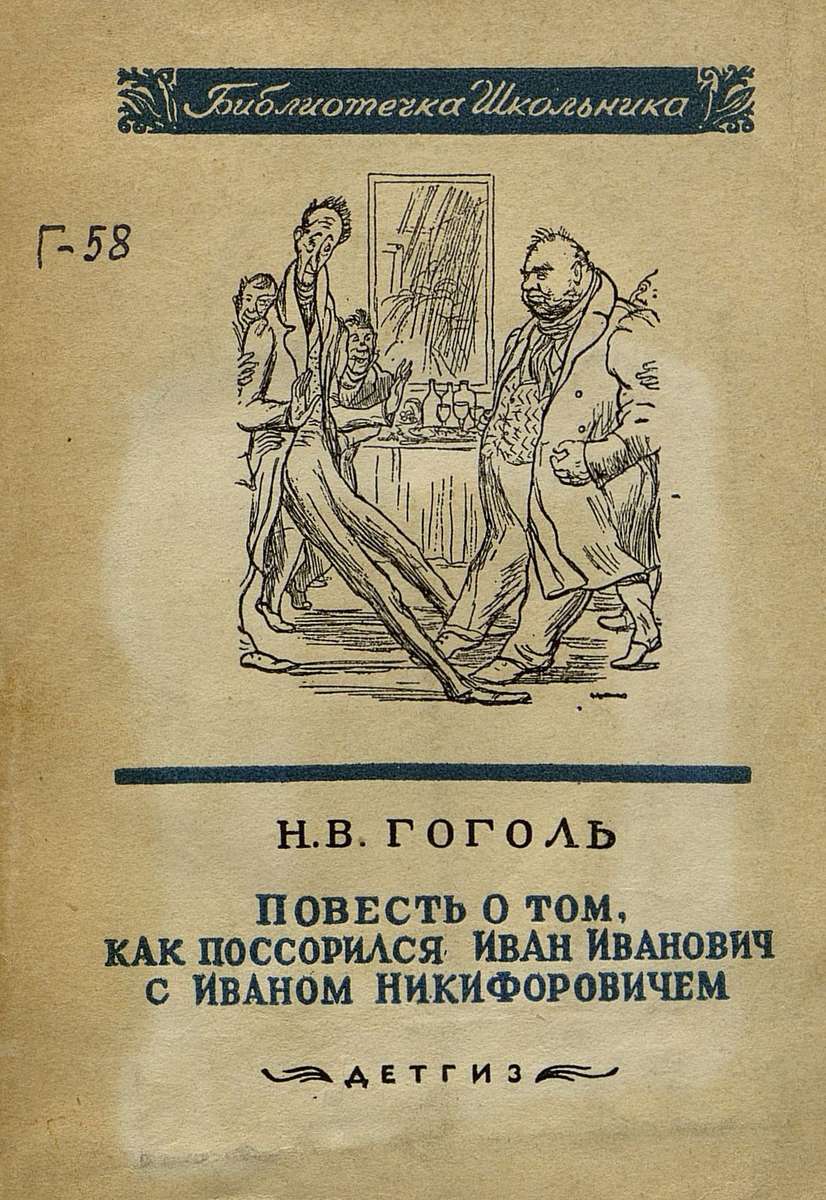 Библиотечка Школьника
Г-58
Н.В. ГОГОЛЬ
ПОВЕСТЬ О ТОМ,
КАК ПОССОРИЛСЯ ИВАН ИВАНОВИЧ
С ИВАНОМ НИКИФОРОВИЧЕМ
ДЕТГИЗ